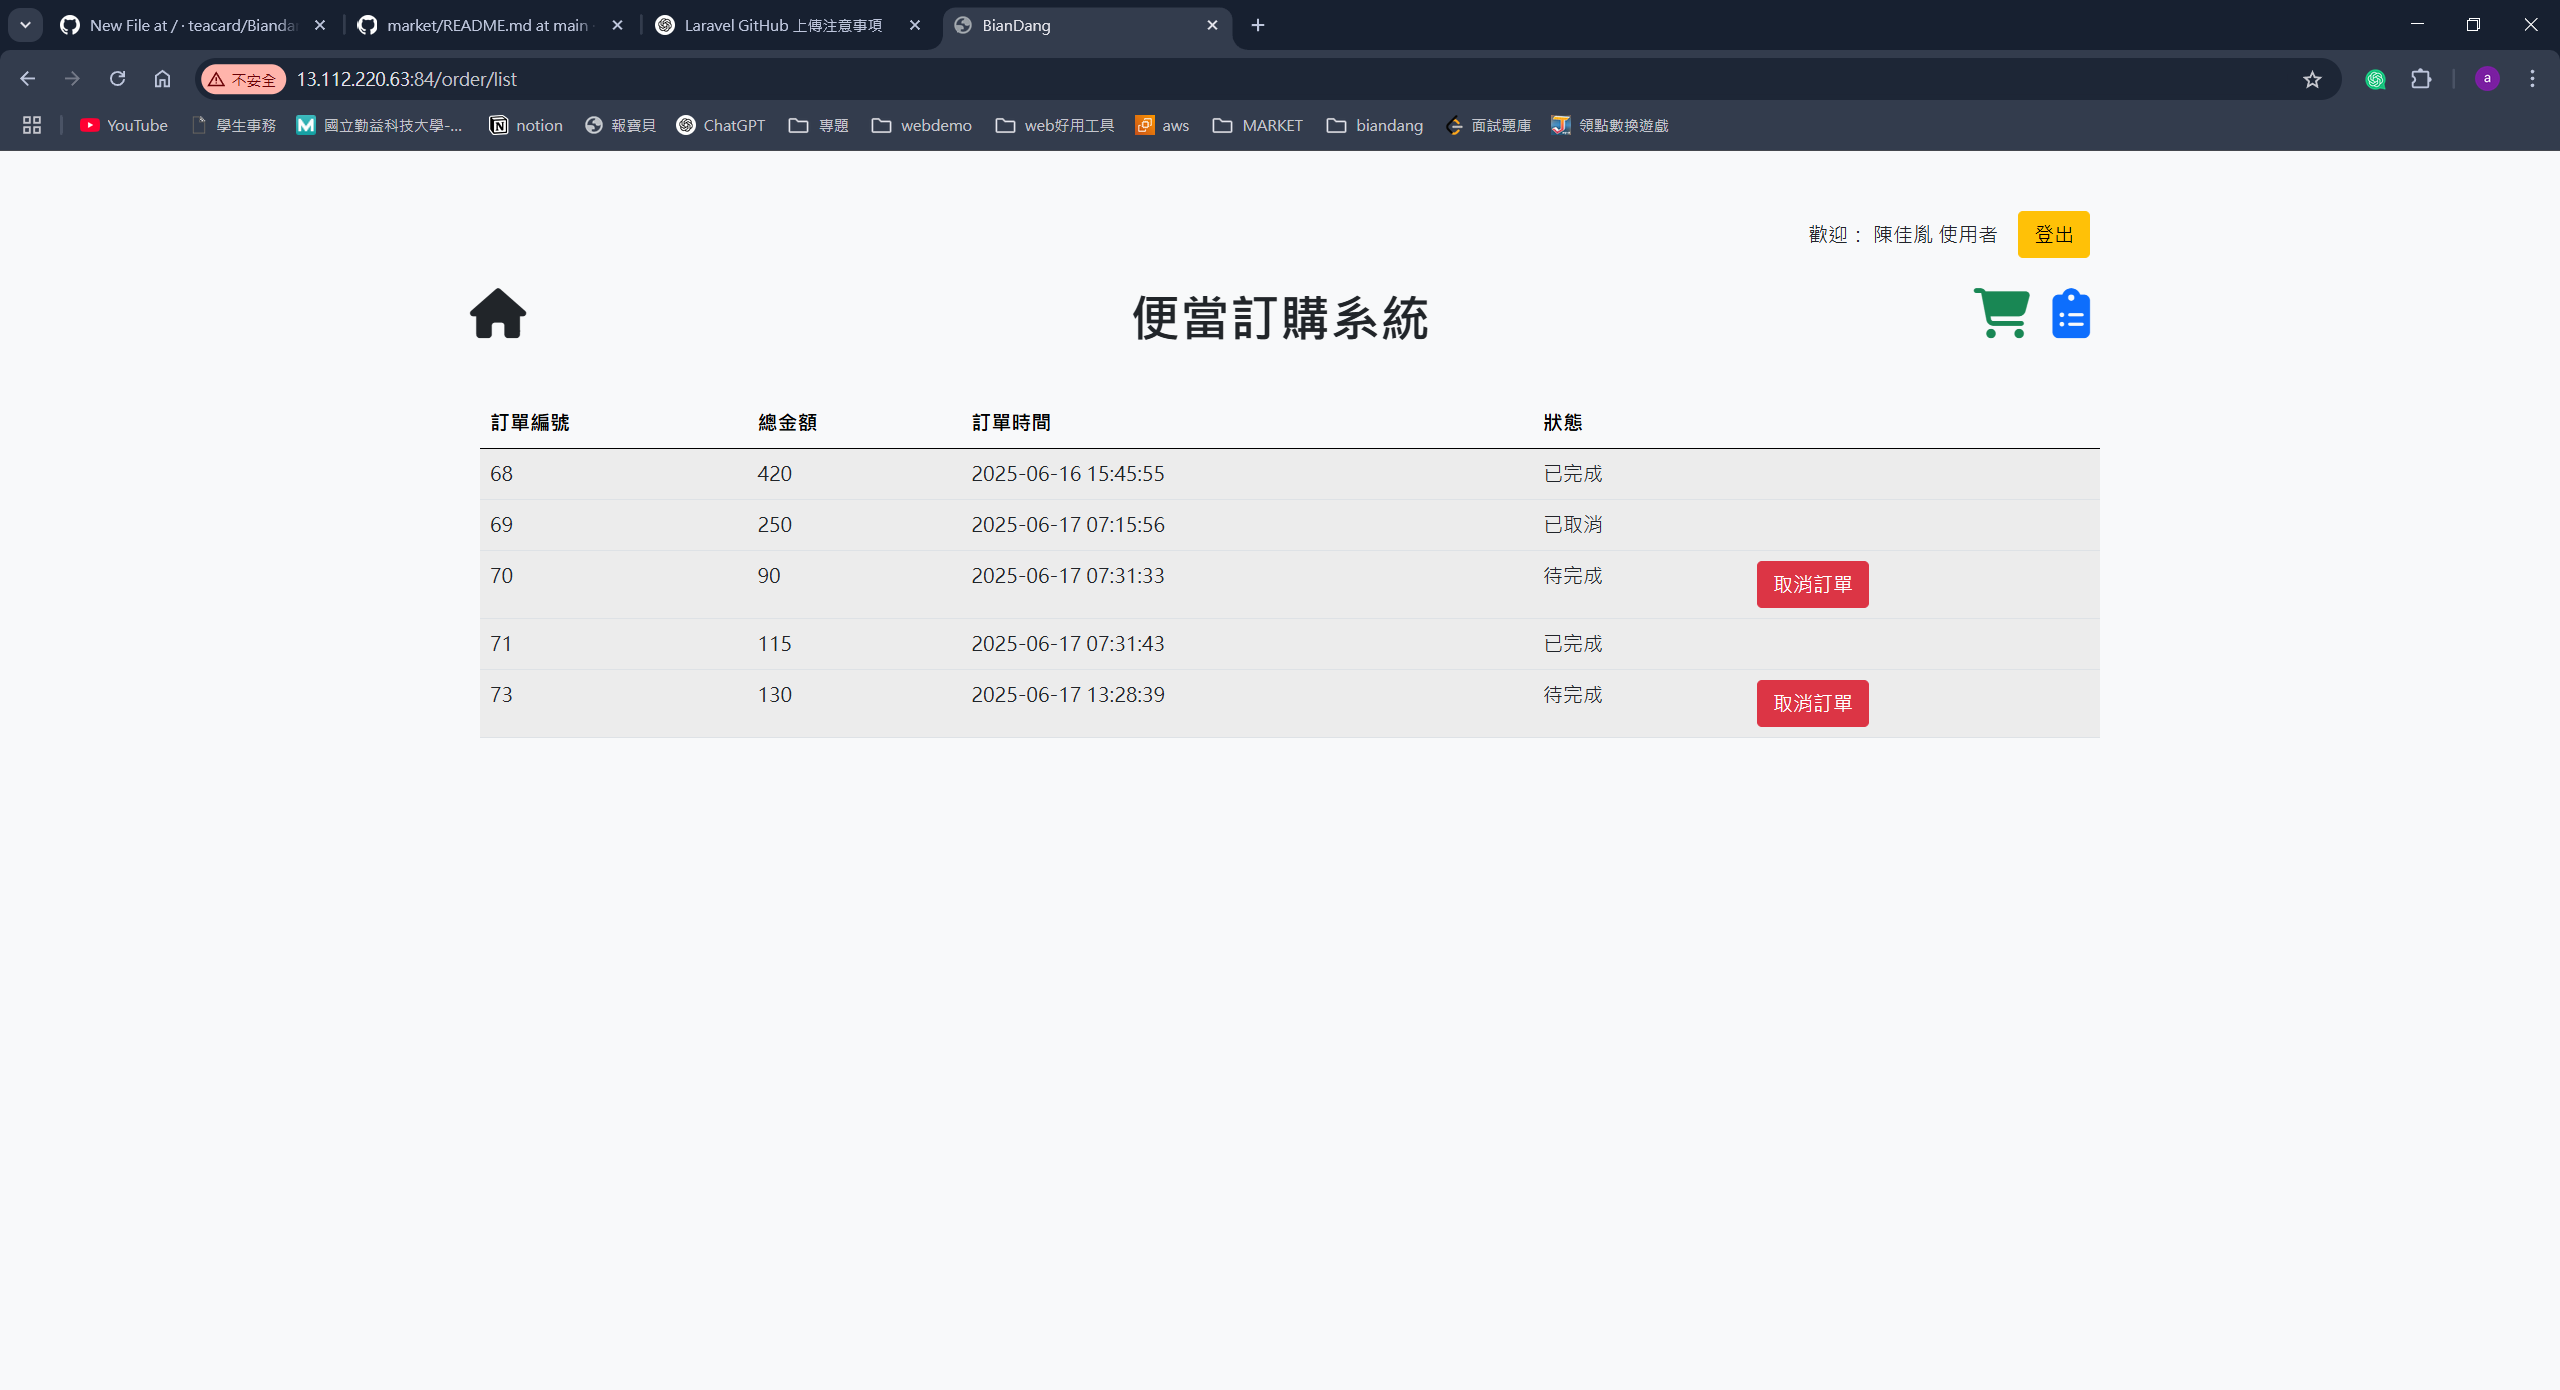 New File at / · teacard/Bianda
market/README.md at main
Laravel GitHub 上傳注意事項
BianDang
不安全
13.112.220.63:84/order/list
a
YouTube
學生事務
國立勤益科技大學-...
notion
報寶貝
ChatGPT
專題
webdemo
web好用工具
aws
MARKET
biandang
面試題庫
領點數換遊戲
歡迎： 陳佳胤 使用者
登出
便當訂購系統
訂單編號 總金額 訂單時間 狀態
68 420 2025-06-16 15:45:55 已完成
69 250 2025-06-17 07:15:56 已取消
70 90 2025-06-17 07:31:33 待完成 取消訂單
71 115 2025-06-17 07:31:43 已完成
73 130 2025-06-17 13:28:39 待完成 取消訂單